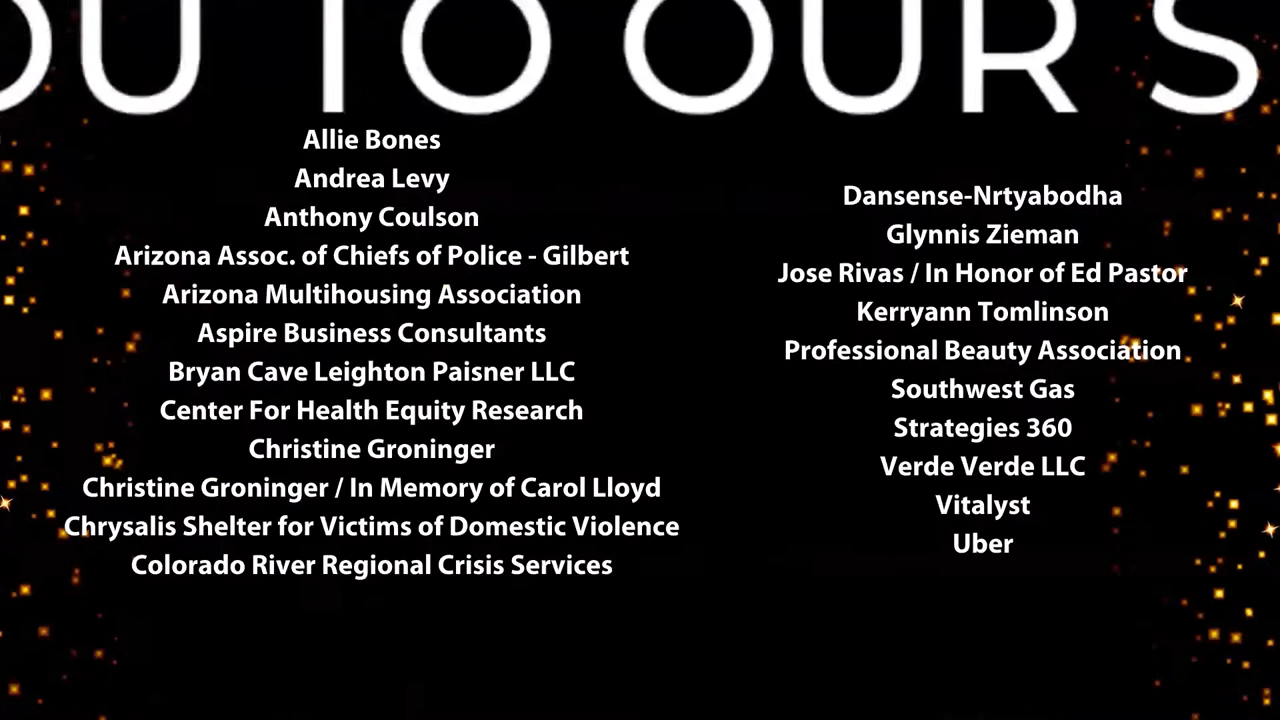 OU TO OUR S
Allie Bones
Andrea Levy
Anthony Coulson
Arizona Assoc. of Chiefs of Police - Gilbert
Arizona Multihousing Association
Aspire Business Consultants
Bryan Cave Leighton Paisner LLC
Center For Health Equity Research
Christine Groninger
Christine Groninger / In Memory of Carol Lloyd
Chrysalis Shelter for Victims of Domestic Violence
Colorado River Regional Crisis Services
Dansense-Nrtyabodha
Glynnis Zieman
Jose Rivas / In Honor of Ed Pastor
Kerryann Tomlinson
Professional Beauty Association
Southwest Gas
Strategies 360
Verde Verde LLC
Vitalyst
Uber